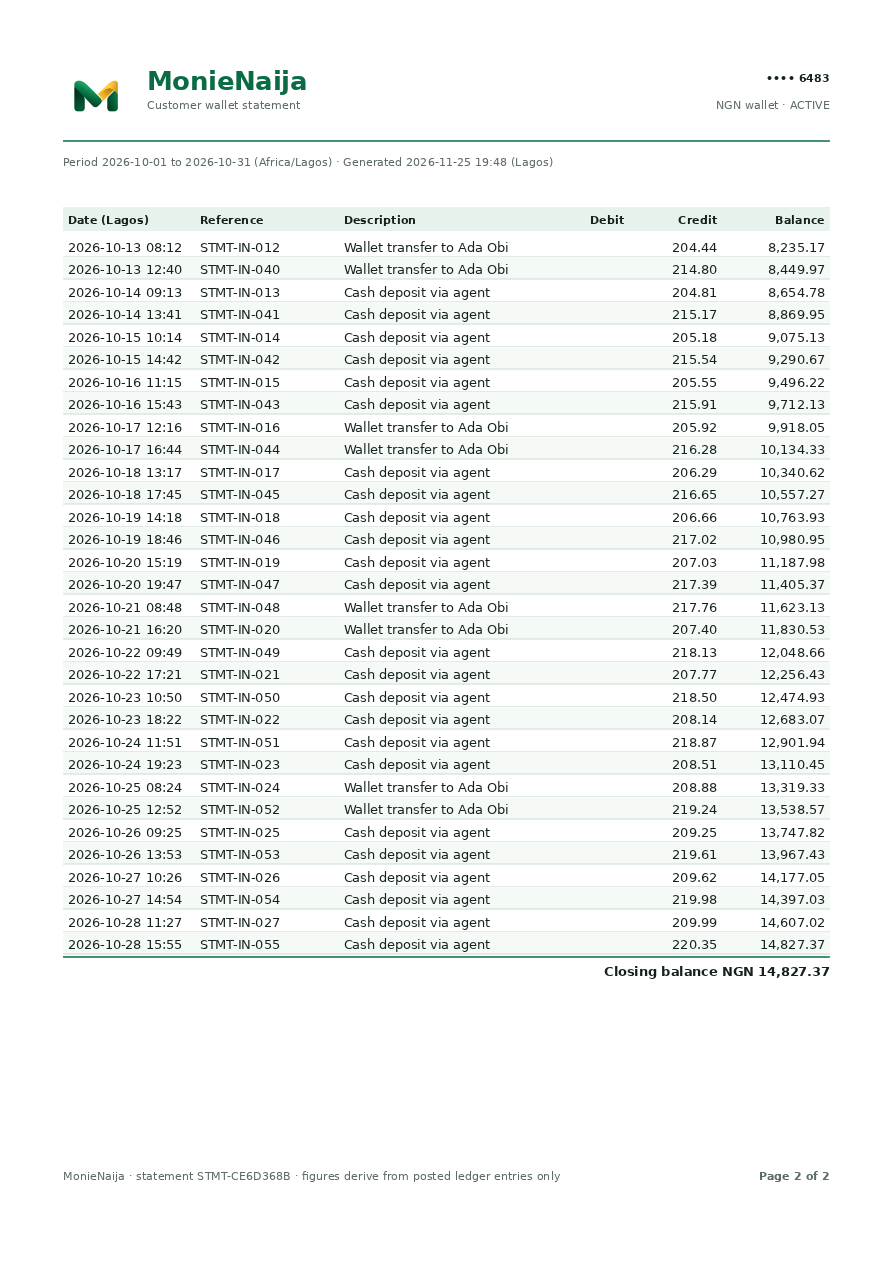 MonieNaija
Customer wallet statement
•••• 6483
NGN wallet · ACTIVE
Period 2026-10-01 to 2026-10-31 (Africa/Lagos) · Generated 2026-11-25 19:48 (Lagos)
Date (Lagos) Reference Description Debit Credit Balance
2026-10-13 08:12 STMT-IN-012 Wallet transfer to Ada Obi 204.44 8,235.17
2026-10-13 12:40 STMT-IN-040 Wallet transfer to Ada Obi 214.80 8,449.97
2026-10-14 09:13 STMT-IN-013 Cash deposit via agent 204.81 8,654.78
2026-10-14 13:41 STMT-IN-041 Cash deposit via agent 215.17 8,869.95
2026-10-15 10:14 STMT-IN-014 Cash deposit via agent 205.18 9,075.13
2026-10-15 14:42 STMT-IN-042 Cash deposit via agent 215.54 9,290.67
2026-10-16 11:15 STMT-IN-015 Cash deposit via agent 205.55 9,496.22
2026-10-16 15:43 STMT-IN-043 Cash deposit via agent 215.91 9,712.13
2026-10-17 12:16 STMT-IN-016 Wallet transfer to Ada Obi 205.92 9,918.05
2026-10-17 16:44 STMT-IN-044 Wallet transfer to Ada Obi 216.28 10,134.33
2026-10-18 13:17 STMT-IN-017 Cash deposit via agent 206.29 10,340.62
2026-10-18 17:45 STMT-IN-045 Cash deposit via agent 216.65 10,557.27
2026-10-19 14:18 STMT-IN-018 Cash deposit via agent 206.66 10,763.93
2026-10-19 18:46 STMT-IN-046 Cash deposit via agent 217.02 10,980.95
2026-10-20 15:19 STMT-IN-019 Cash deposit via agent 207.03 11,187.98
2026-10-20 19:47 STMT-IN-047 Cash deposit via agent 217.39 11,405.37
2026-10-21 08:48 STMT-IN-048 Wallet transfer to Ada Obi 217.76 11,623.13
2026-10-21 16:20 STMT-IN-020 Wallet transfer to Ada Obi 207.40 11,830.53
2026-10-22 09:49 STMT-IN-049 Cash deposit via agent 218.13 12,048.66
2026-10-22 17:21 STMT-IN-021 Cash deposit via agent 207.77 12,256.43
2026-10-23 10:50 STMT-IN-050 Cash deposit via agent 218.50 12,474.93
2026-10-23 18:22 STMT-IN-022 Cash deposit via agent 208.14 12,683.07
2026-10-24 11:51 STMT-IN-051 Cash deposit via agent 218.87 12,901.94
2026-10-24 19:23 STMT-IN-023 Cash deposit via agent 208.51 13,110.45
2026-10-25 08:24 STMT-IN-024 Wallet transfer to Ada Obi 208.88 13,319.33
2026-10-25 12:52 STMT-IN-052 Wallet transfer to Ada Obi 219.24 13,538.57
2026-10-26 09:25 STMT-IN-025 Cash deposit via agent 209.25 13,747.82
2026-10-26 13:53 STMT-IN-053 Cash deposit via agent 219.61 13,967.43
2026-10-27 10:26 STMT-IN-026 Cash deposit via agent 209.62 14,177.05
2026-10-27 14:54 STMT-IN-054 Cash deposit via agent 219.98 14,397.03
2026-10-28 11:27 STMT-IN-027 Cash deposit via agent 209.99 14,607.02
2026-10-28 15:55 STMT-IN-055 Cash deposit via agent 220.35 14,827.37
Closing balance NGN 14,827.37
MonieNaija · statement STMT-CE6D368B · figures derive from posted ledger entries only
Page 2 of 2